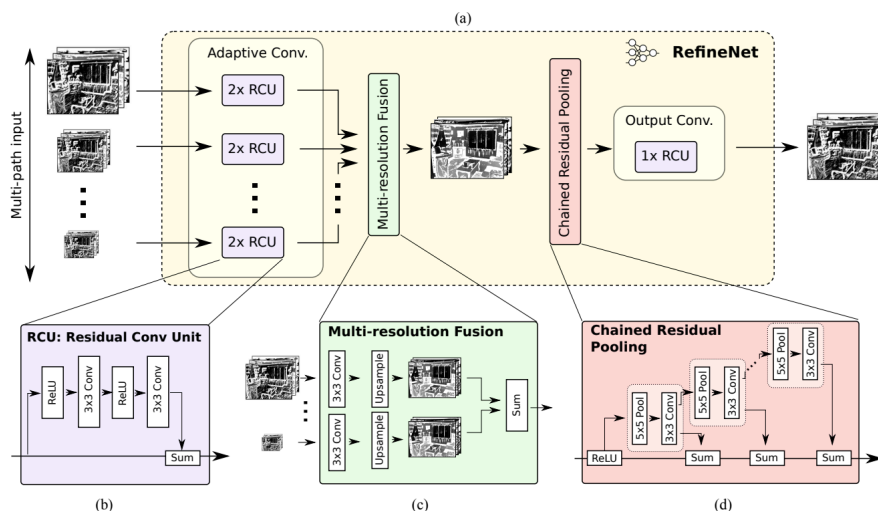 (a)
Multi-path input
Adaptive Conv.
2x RCU
2x RCU
2x RCU
Multi-resolution Fusion
Chained Residual Pooling
RefineNet
Output Conv.
1x RCU
RCU: Residual Conv Unit
ReLU
3x3 Conv
ReLU
3x3 Conv
Sum
(b)
Multi-resolution Fusion
3x3 Conv
Upsample
3x3 Conv
Upsample
Sum
(c)
Chained Residual
Pooling
ReLU
5x5 Pool
3x3 Conv
5x5 Pool
3x3 Conv
5x5 Pool
3x3 Conv
Sum
Sum
Sum
(d)